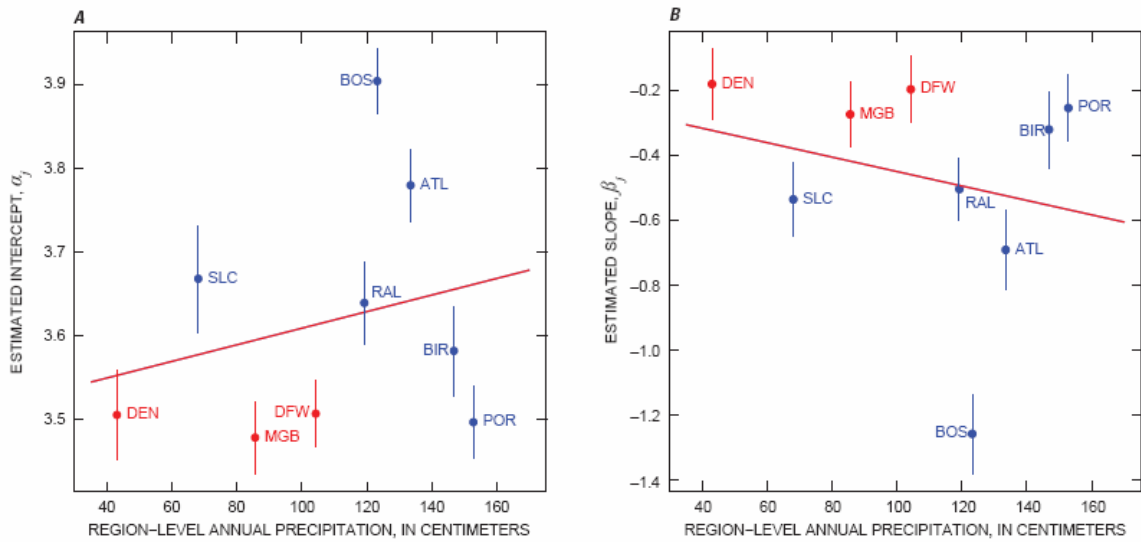 A
ESTIMATED INTERCEPT, αj
3.9
3.8
3.7
3.6
3.5
BOS
ATL
SLC
RAL
BIR
DEN
DFW
MGB
POR
40 60 80 100 120 140 160
REGION–LEVEL ANNUAL PRECIPITATION, IN CENTIMETERS
B
ESTIMATED SLOPE, βj
–0.2
–0.4
–0.6
–0.8
–1.0
–1.2
–1.4
DEN
DFW
MGB
POR
BIR
SLC
RAL
ATL
BOS
40 60 80 100 120 140 160
REGION–LEVEL ANNUAL PRECIPITATION, IN CENTIMETERS